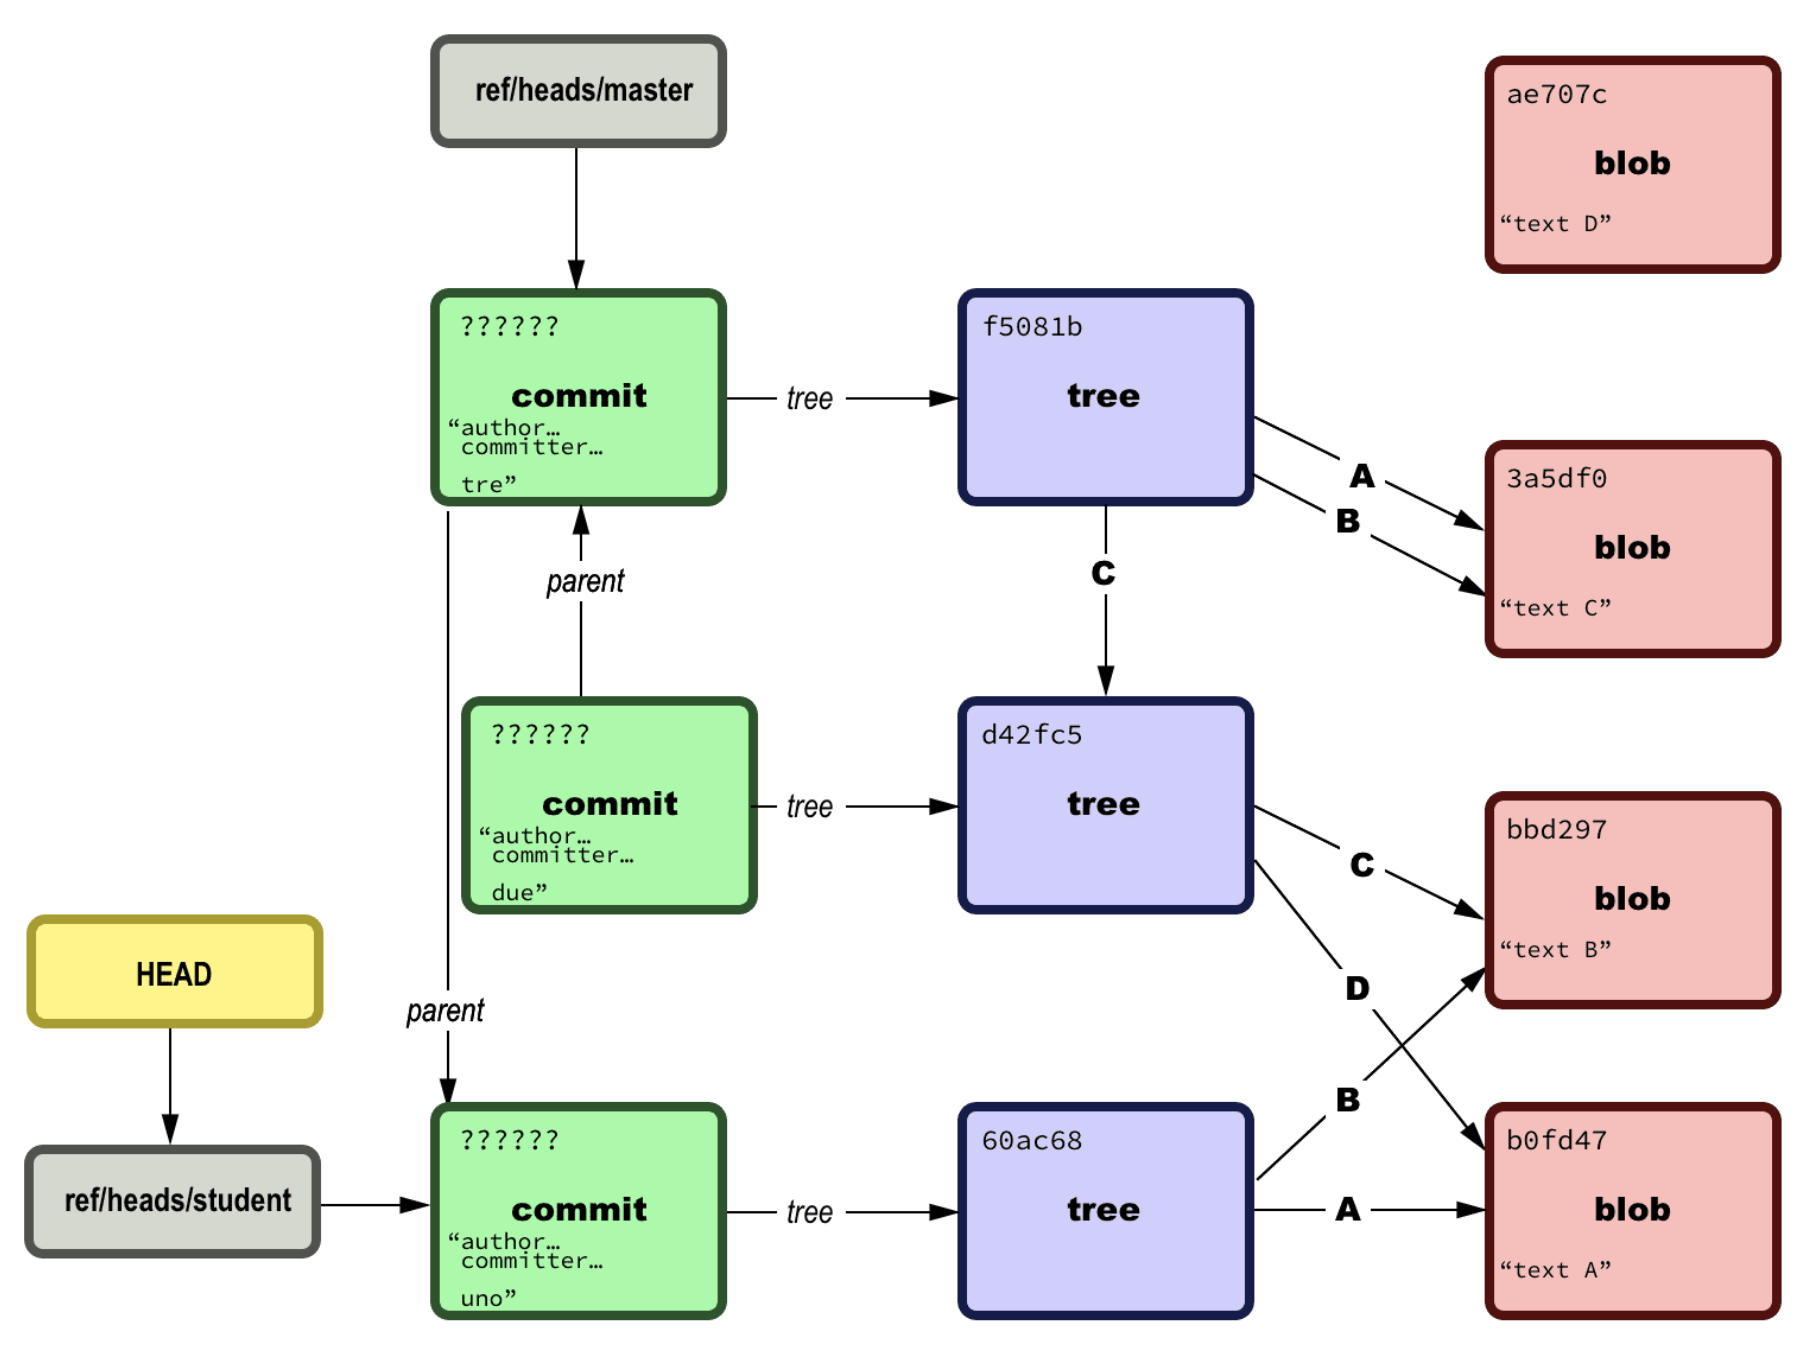 ref/heads/master
ae707c
blob
“text D”
??????
commit
“author…
committer…
tre”
tree
f5081b
tree
A
B
C
3a5df0
blob
“text C”
parent
??????
commit
“author…
committer…
due”
tree
d42fc5
tree
C
D
bbd297
blob
“text B”
HEAD
parent
ref/heads/student
??????
commit
“author…
committer…
uno”
tree
60ac68
tree
B
A
b0fd47
blob
“text A”